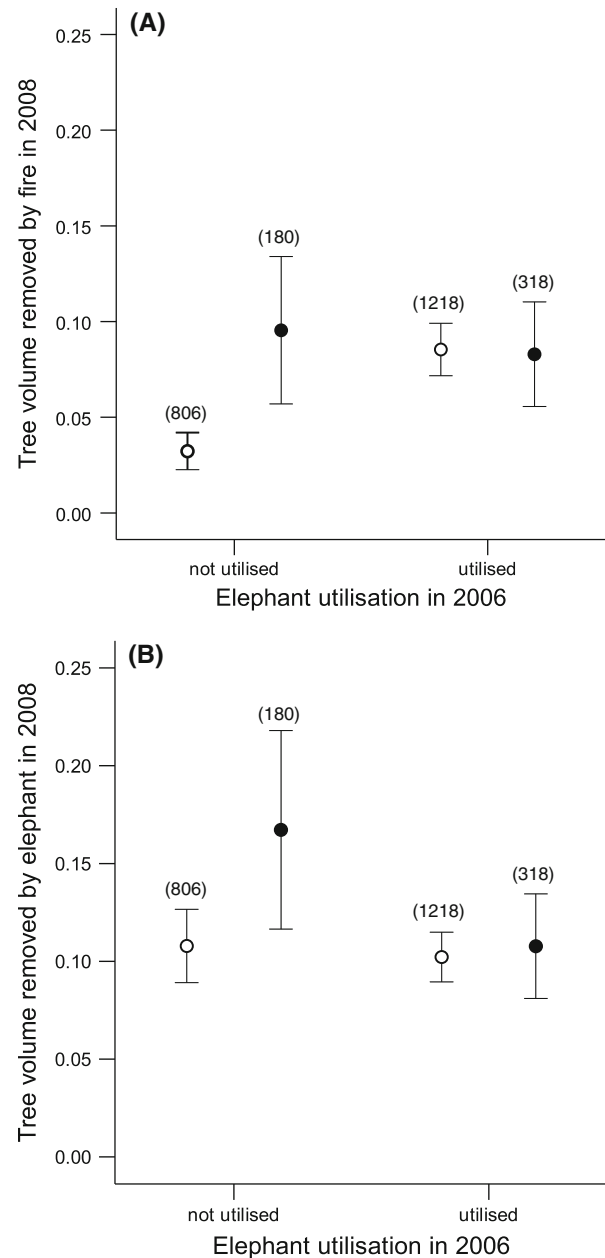 (A)
Tree volume removed by fire in 2008
0.25
0.20
0.15
0.10
0.05
0.00
(806)
(180)
(1218)
(318)
not utilised
utilised
Elephant utilisation in 2006
(B)
Tree volume removed by elephant in 2008
0.25
0.20
0.15
0.10
0.05
0.00
(806)
(180)
(1218)
(318)
not utilised
utilised
Elephant utilisation in 2006